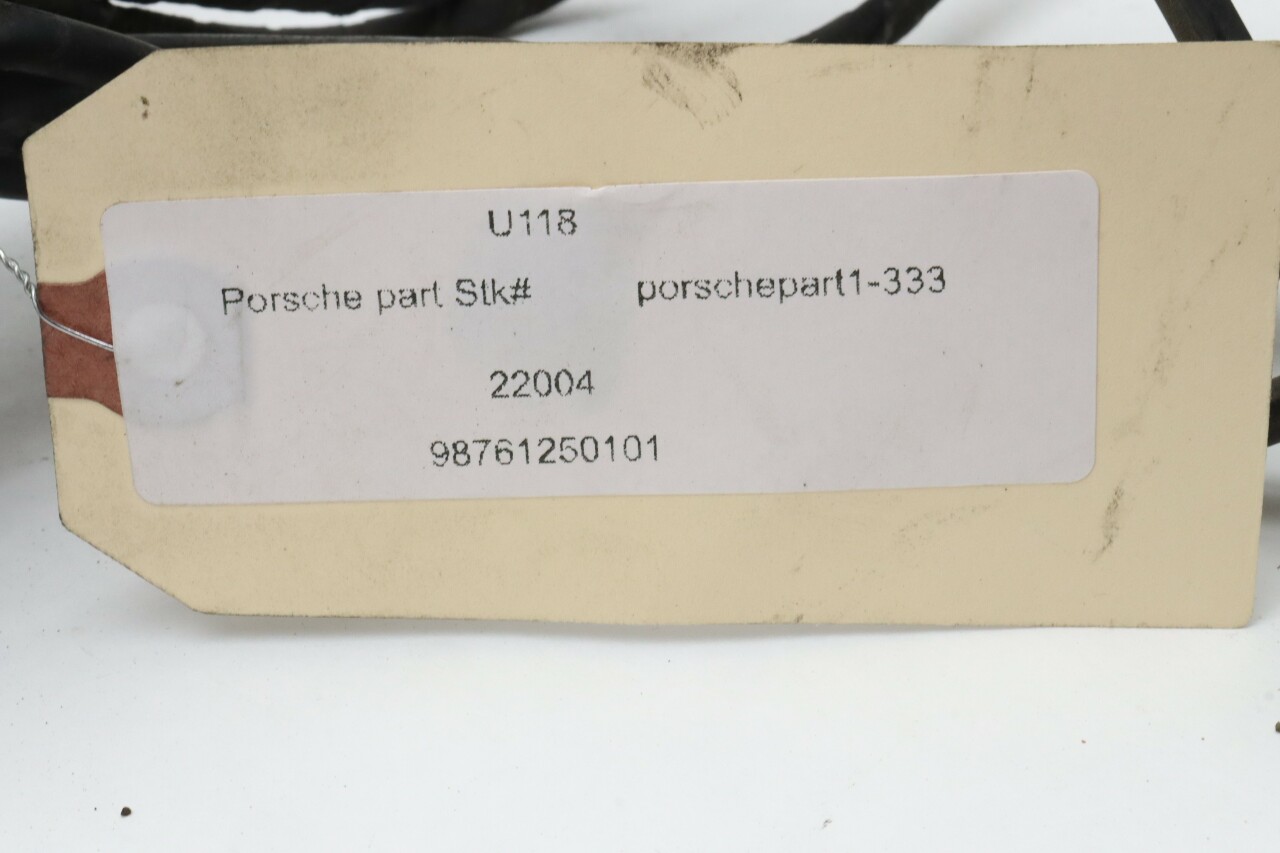 U118
Porsche part Stk# porschepart1-333
22004
98761250101